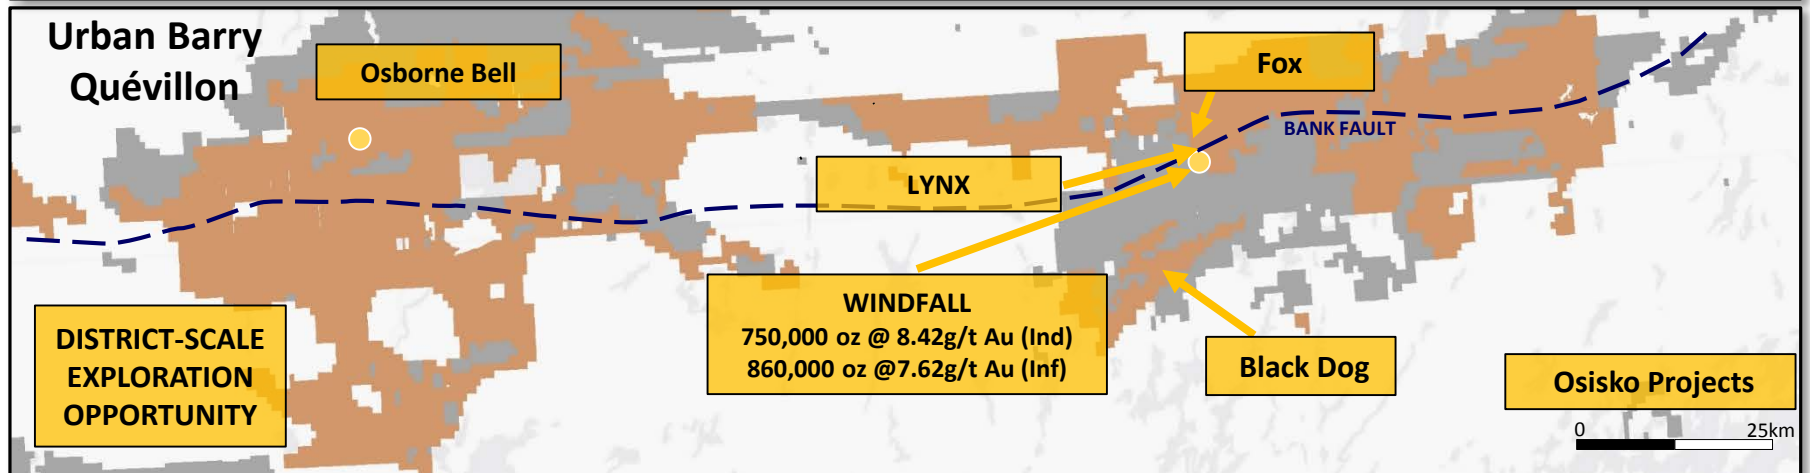 Urban Barry
Quévillon
Osborne Bell
Fox
BANK FAULT
LYNX
WINDFALL
750,000 oz @ 8.42g/t Au (Ind)
860,000 oz @7.62g/t Au (Inf)
DISTRICT-SCALE
EXPLORATION
OPPORTUNITY
Black Dog
Osisko Projects
0 25km